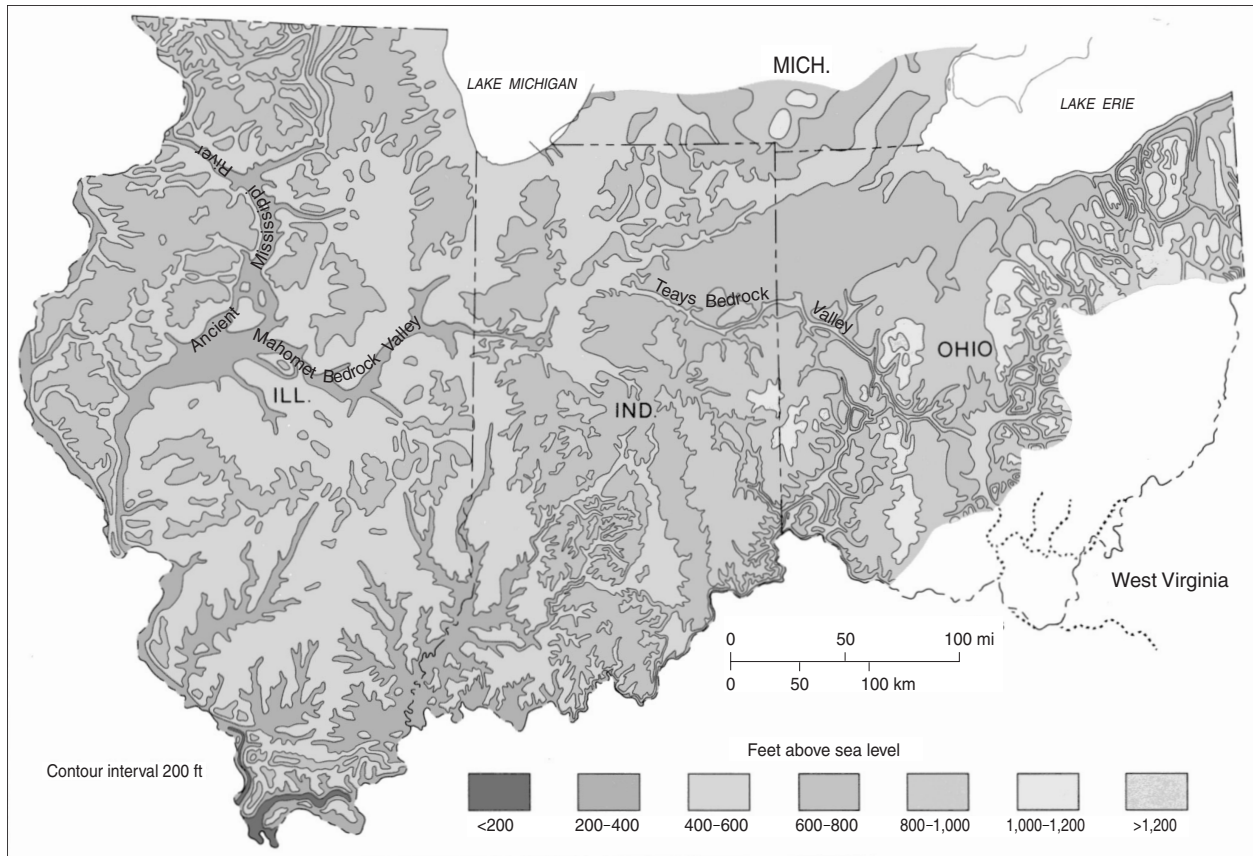 MICH.
LAKE MICHIGAN
LAKE ERIE
Ancient Mississippi River
Teays Bedrock Valley
Mahomet Bedrock Valley
OHIO
ILL.
IND.
West Virginia
0 50 100 mi
0 50 100 km
Feet above sea level
Contour interval 200 ft
<200 200–400 400–600 600–800 800–1,000 1,000–1,200 >1,200